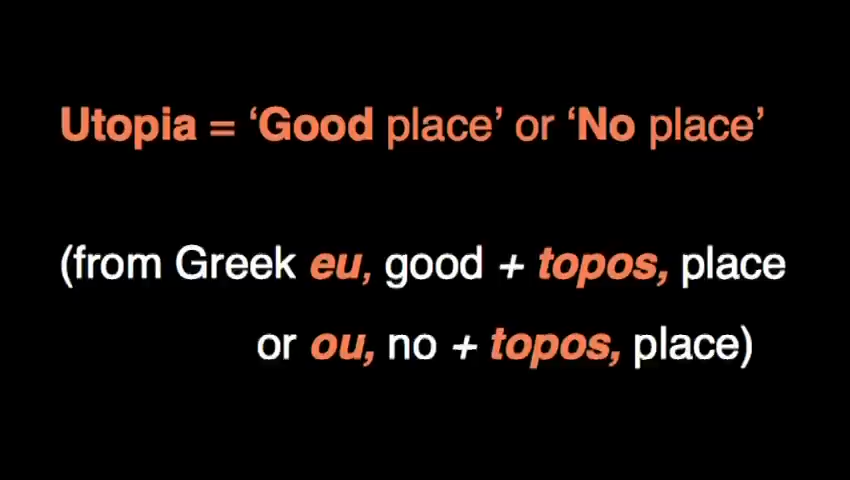 Utopia = ‘Good place’ or ‘No place’
(from Greek eu, good + topos, place
or ou, no + topos, place)